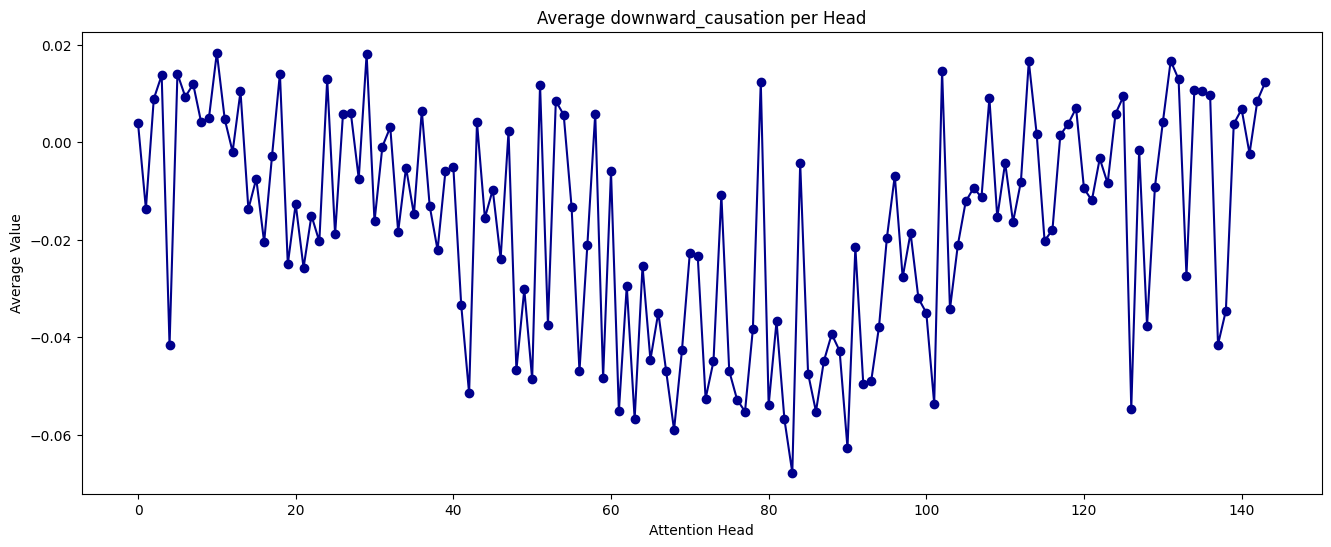 Average downward_causation per Head
Average Value
0.02
0.00
−0.02
−0.04
−0.06
0 20 40 60 80 100 120 140
Attention Head